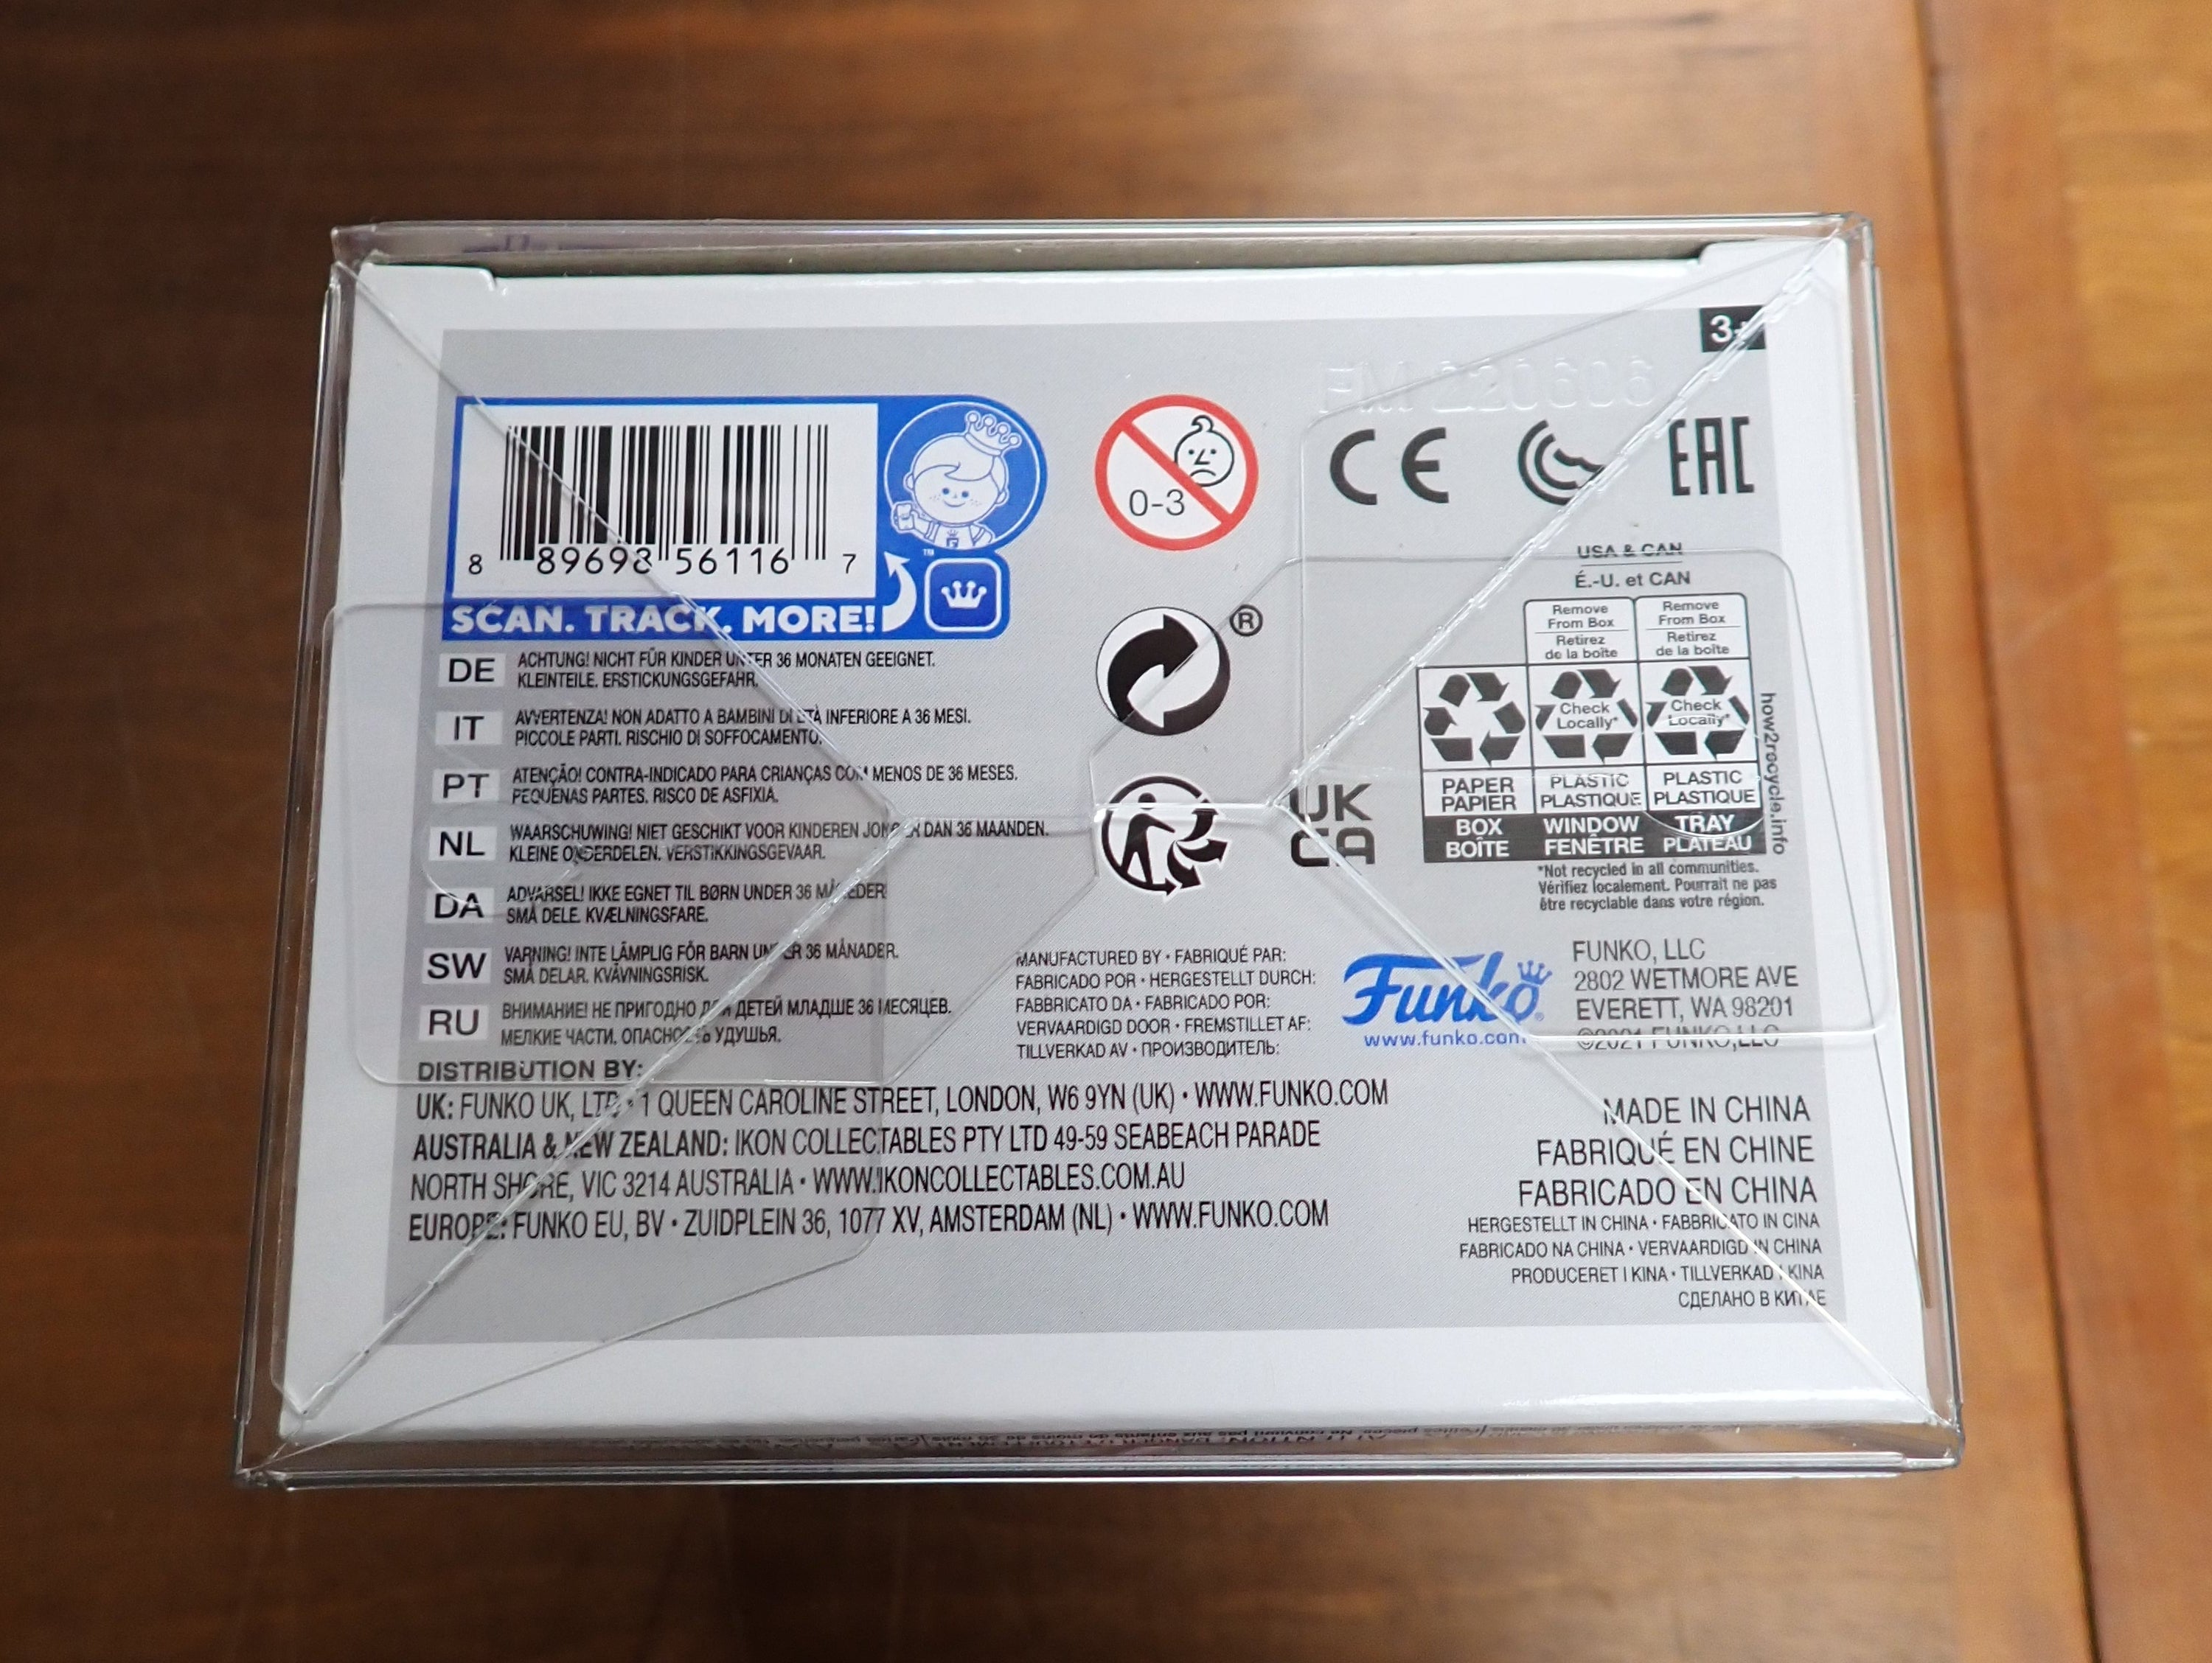 3+
FM 220606
8 89698 56116 7
SCAN. TRACK. MORE!
™
0-3
CE
EAC
®
USA & CAN
É.-U. et CAN
Remove
From Box
Retirez
de la boîte
Remove
From Box
Retirez
de la boîte
Check
Locally*
Check
Locally*
PAPER
PAPIER
PLASTIC
PLASTIQUE
PLASTIC
PLASTIQUE
BOX
BOÎTE
WINDOW
FENÊTRE
TRAY
PLATEAU
how2recycle.info
*Not recycled in all communities.
Vérifiez localement. Pourrait ne pas
être recyclable dans votre région.
UK
CA
DE
ACHTUNG! NICHT FÜR KINDER UNTER 36 MONATEN GEEIGNET.
KLEINTEILE. ERSTICKUNGSGEFAHR.
IT
AVVERTENZA! NON ADATTO A BAMBINI DI ETÀ INFERIORE A 36 MESI.
PICCOLE PARTI. RISCHIO DI SOFFOCAMENTO.
PT
ATENÇÃO! CONTRA-INDICADO PARA CRIANÇAS COM MENOS DE 36 MESES.
PEQUENAS PARTES. RISCO DE ASFIXIA.
NL
WAARSCHUWING! NIET GESCHIKT VOOR KINDEREN JONGER DAN 36 MAANDEN.
KLEINE ONDERDELEN. VERSTIKKINGSGEVAAR.
DA
ADVARSEL! IKKE EGNET TIL BØRN UNDER 36 MÅNEDER
SMÅ DELE. KVÆLNINGSFARE.
SW
VARNING! INTE LÄMPLIG FÖR BARN UNDER 36 MÅNADER.
SMÅ DELAR. KVÄVNINGSRISK.
RU
ВНИМАНИЕ! НЕ ПРИГОДНО ДЛЯ ДЕТЕЙ МЛАДШЕ 36 МЕСЯЦЕВ.
МЕЛКИЕ ЧАСТИ. ОПАСНОСТЬ УДУШЬЯ.
MANUFACTURED BY • FABRIQUÉ PAR:
FABRICADO POR • HERGESTELLT DURCH:
FABBRICATO DA • FABRICADO POR:
VERVAARDIGD DOOR • FREMSTILLET AF:
TILLVERKAD AV • ПРОИЗВОДИТЕЛЬ:
Funko®
www.funko.com
FUNKO, LLC
2802 WETMORE AVE
EVERETT, WA 98201
©2021 FUNKO, LLC
DISTRIBUTION BY:
UK: FUNKO UK, LTD • 1 QUEEN CAROLINE STREET, LONDON, W6 9YN (UK) • WWW.FUNKO.COM
AUSTRALIA & NEW ZEALAND: IKON COLLECTABLES PTY LTD 49-59 SEABEACH PARADE
NORTH SHORE, VIC 3214 AUSTRALIA • WWW.IKONCOLLECTABLES.COM.AU
EUROPE: FUNKO EU, BV • ZUIDPLEIN 36, 1077 XV, AMSTERDAM (NL) • WWW.FUNKO.COM
MADE IN CHINA
FABRIQUÉ EN CHINE
FABRICADO EN CHINA
HERGESTELLT IN CHINA • FABBRICATO IN CINA
FABRICADO NA CHINA • VERVAARDIGD IN CHINA
PRODUCERET I KINA • TILLVERKAD I KINA
СДЕЛАНО В КИТАЕ